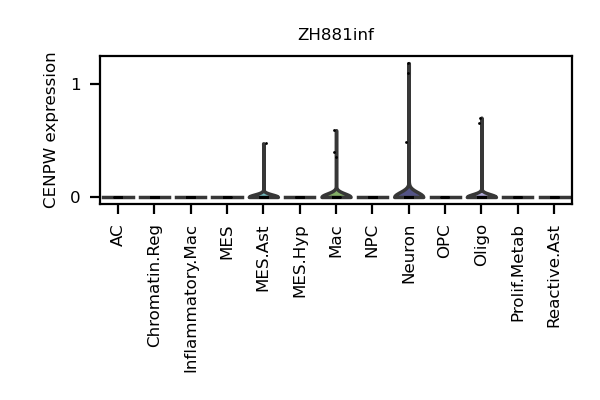 ZH881inf
CENPW expression
1
0
AC
Chromatin.Reg
Inflammatory.Mac
MES
MES.Ast
MES.Hyp
Mac
NPC
Neuron
OPC
Oligo
Prolif.Metab
Reactive.Ast